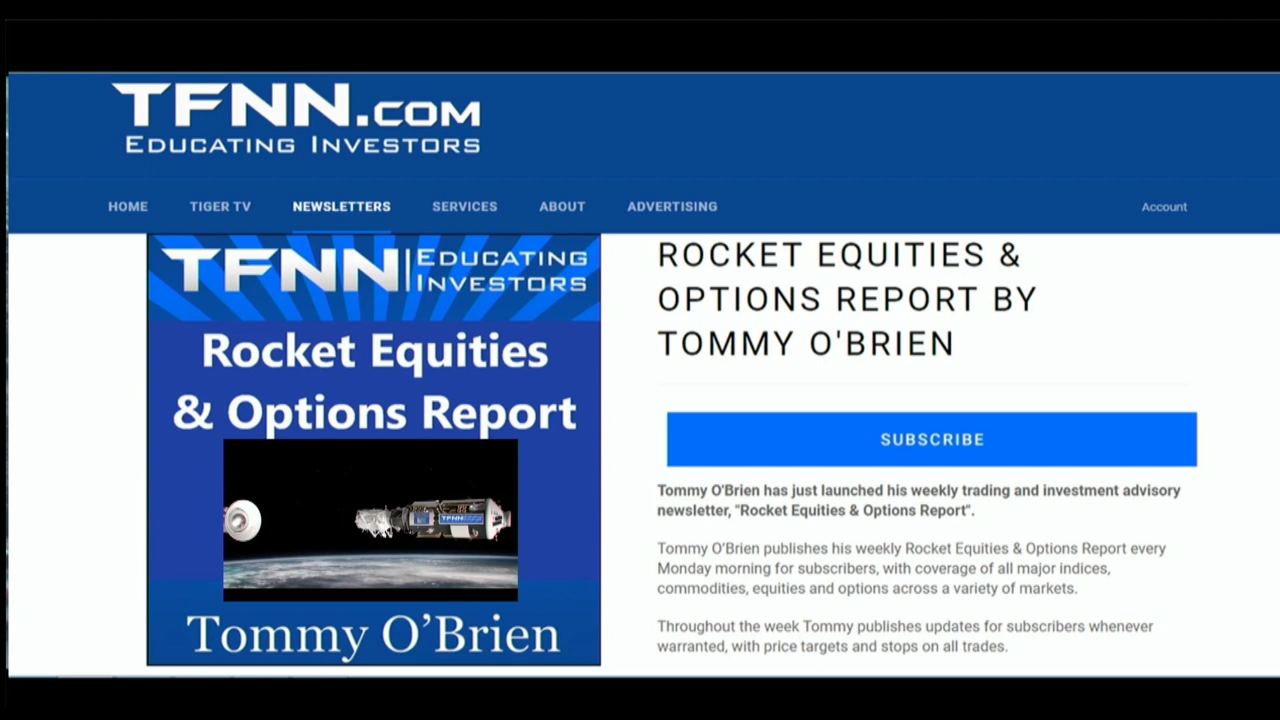 TFNN.COM
EDUCATING INVESTORS
HOME TIGER TV NEWSLETTERS SERVICES ABOUT ADVERTISING Account
TFNN EDUCATING
INVESTORS
Rocket Equities
& Options Report
TFNN
Tommy O’Brien
ROCKET EQUITIES &
OPTIONS REPORT BY
TOMMY O'BRIEN
SUBSCRIBE
Tommy O'Brien has just launched his weekly trading and investment advisory
newsletter, "Rocket Equities & Options Report".
Tommy O’Brien publishes his weekly Rocket Equities & Options Report every
Monday morning for subscribers, with coverage of all major indices,
commodities, equities and options across a variety of markets.
Throughout the week Tommy publishes updates for subscribers whenever
warranted, with price targets and stops on all trades.